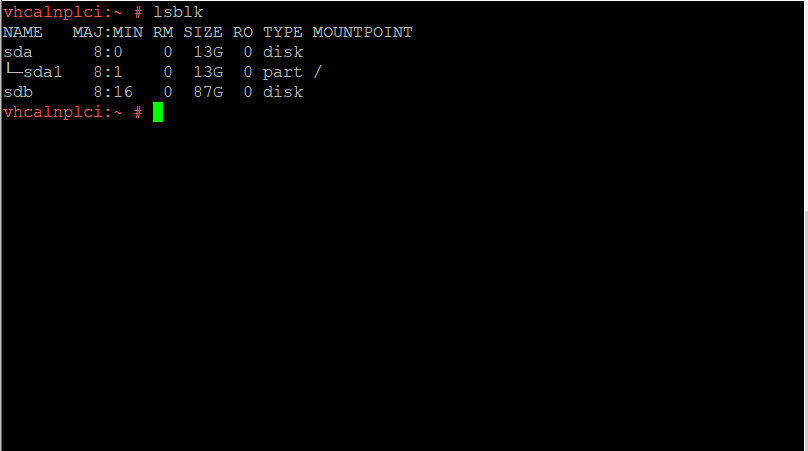 vhcalnplci:~ # lsblk
NAME   MAJ:MIN RM SIZE RO TYPE MOUNTPOINT
sda      8:0    0  13G  0 disk
└─sda1   8:1    0  13G  0 part /
sdb      8:16   0  87G  0 disk
vhcalnplci:~ #